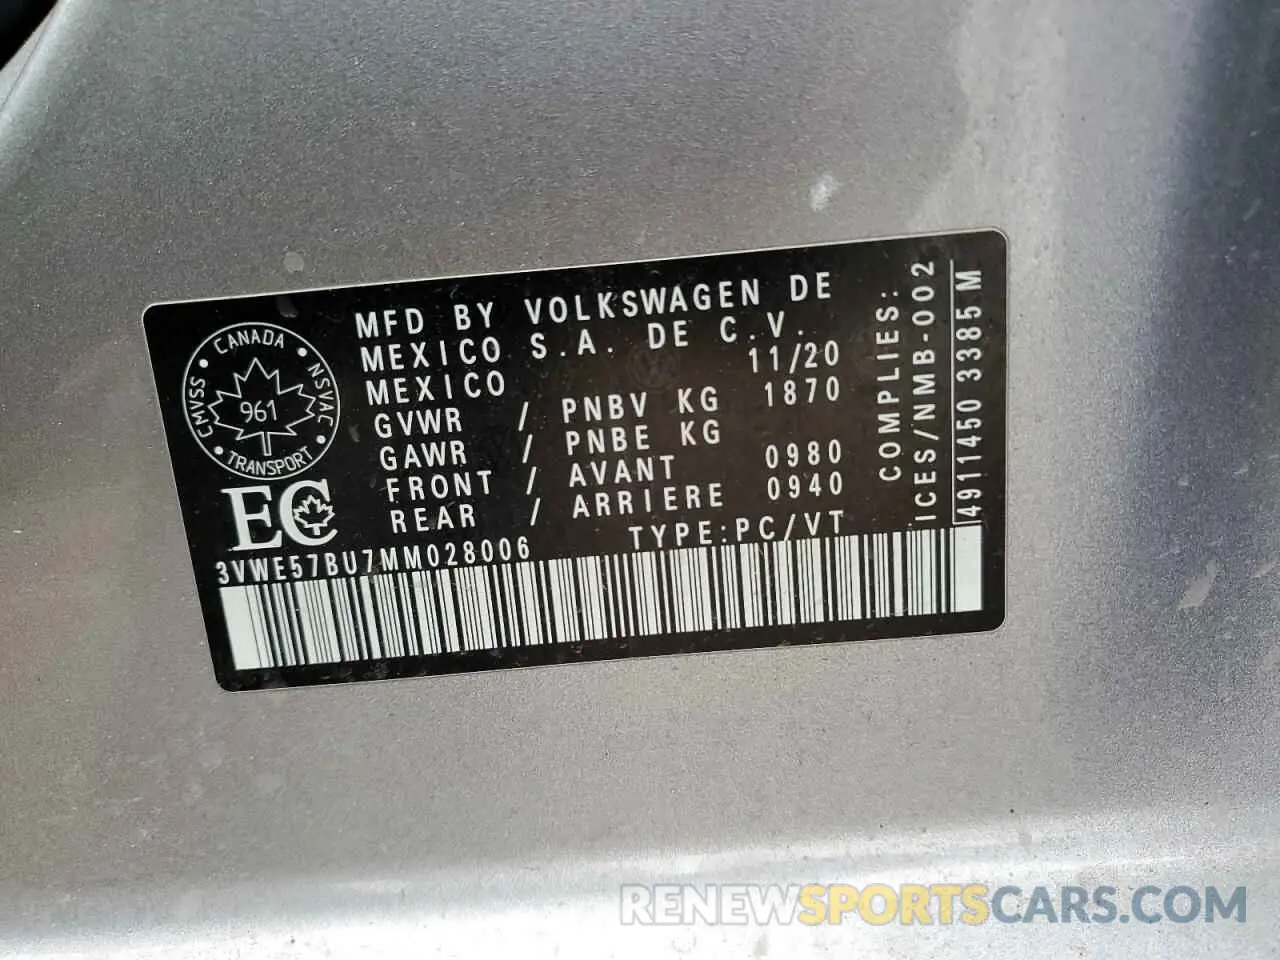 MFD BY VOLKSWAGEN DE
MEXICO S.A. DE C.V.
MEXICO 11/20
GVWR / PNBV KG 1870
GAWR / PNBE KG
FRONT / AVANT 0980
REAR / ARRIERE 0940
TYPE:PC/VT
3VWE57BU7MM028006
CANADA
CMVSS
NSVAC
961
TRANSPORT
EC
COMPLIES:
ICES/NMB-002
4911450 3385 M
RENEWSPORTSCARS.COM